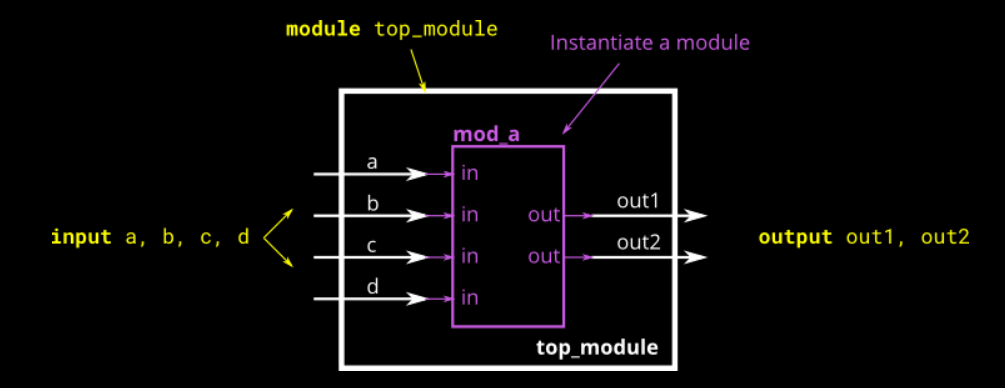 module top_module
Instantiate a module
mod_a
a
in
b
in
out
out1
input a, b, c, d
output out1, out2
c
in
out
out2
d
in
top_module